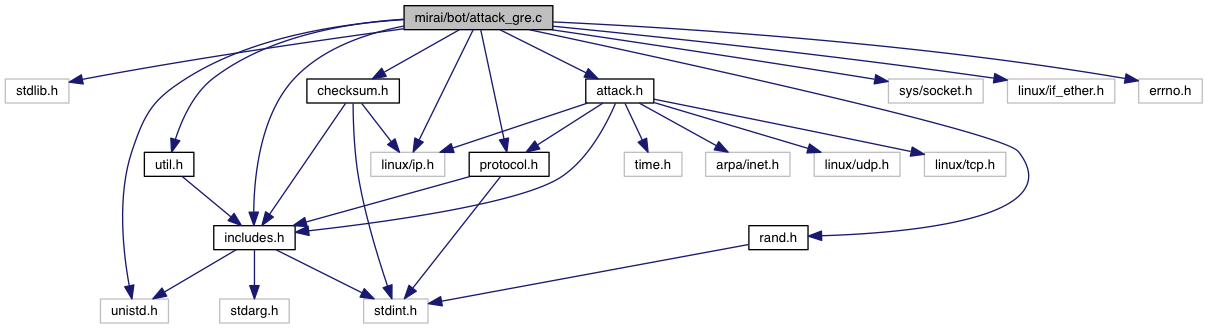 mirai/bot/attack_gre.c
stdlib.h
checksum.h
attack.h
sys/socket.h
linux/if_ether.h
errno.h
util.h
linux/ip.h
protocol.h
time.h
arpa/inet.h
linux/udp.h
linux/tcp.h
includes.h
rand.h
unistd.h
stdarg.h
stdint.h